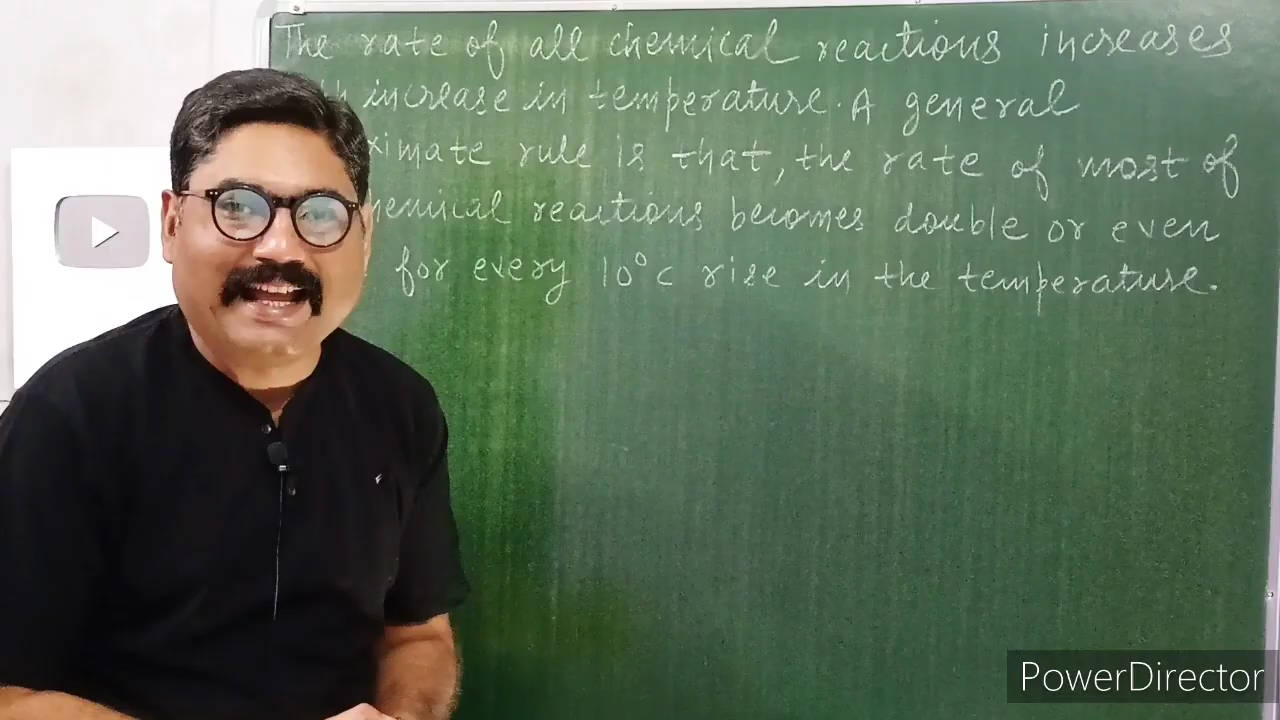 The rate of all chemical reactions increases
increase in temperature. A general
rule is that, the rate of most of
reactions becomes double or even
for every 10°c rise in the temperature.
PowerDirector